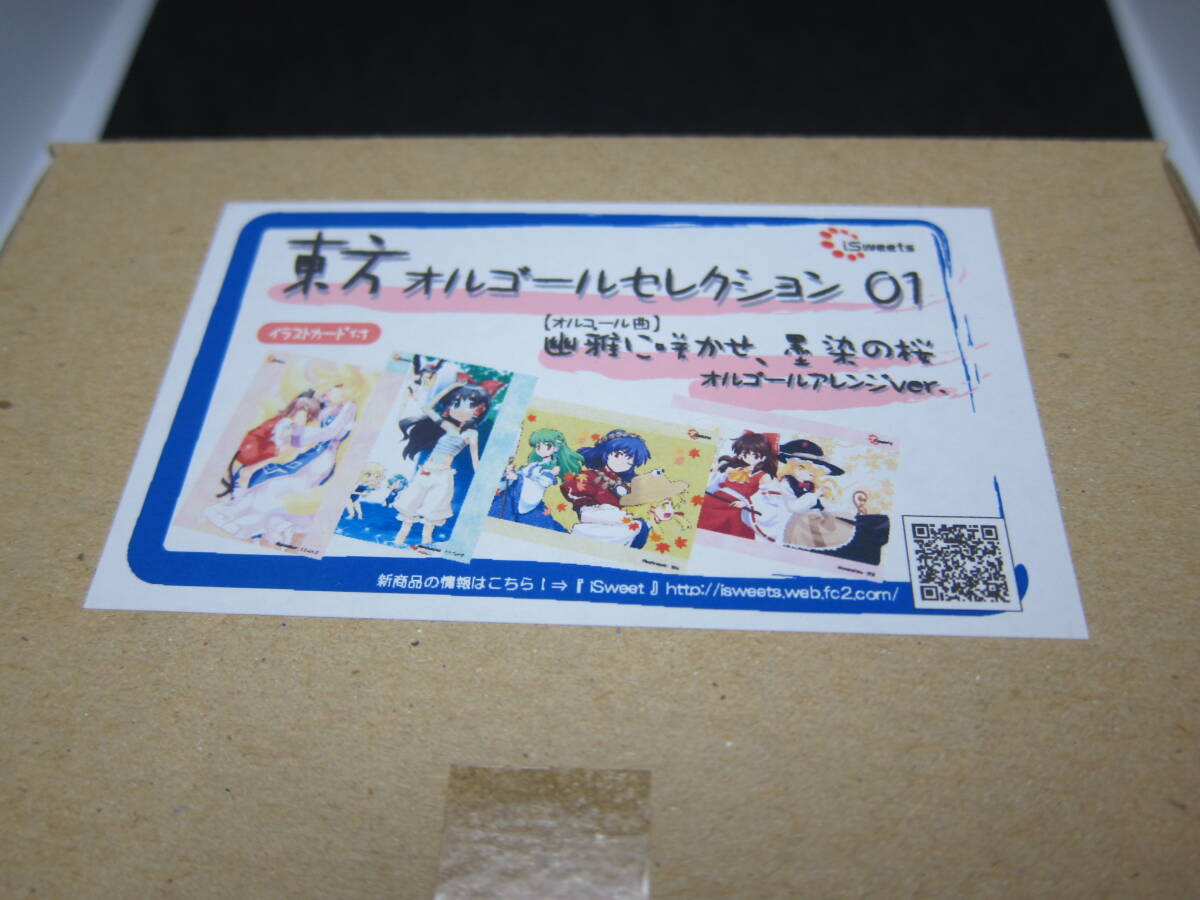 iSweets
東方オルゴールセレクション 01
イラストカード付き
【オルゴール曲】
幽雅に咲かせ、墨染の桜
オルゴールアレンジver.
新商品の情報はこちら!⇒『 iSweet 』http://isweets.web.fc2.com/